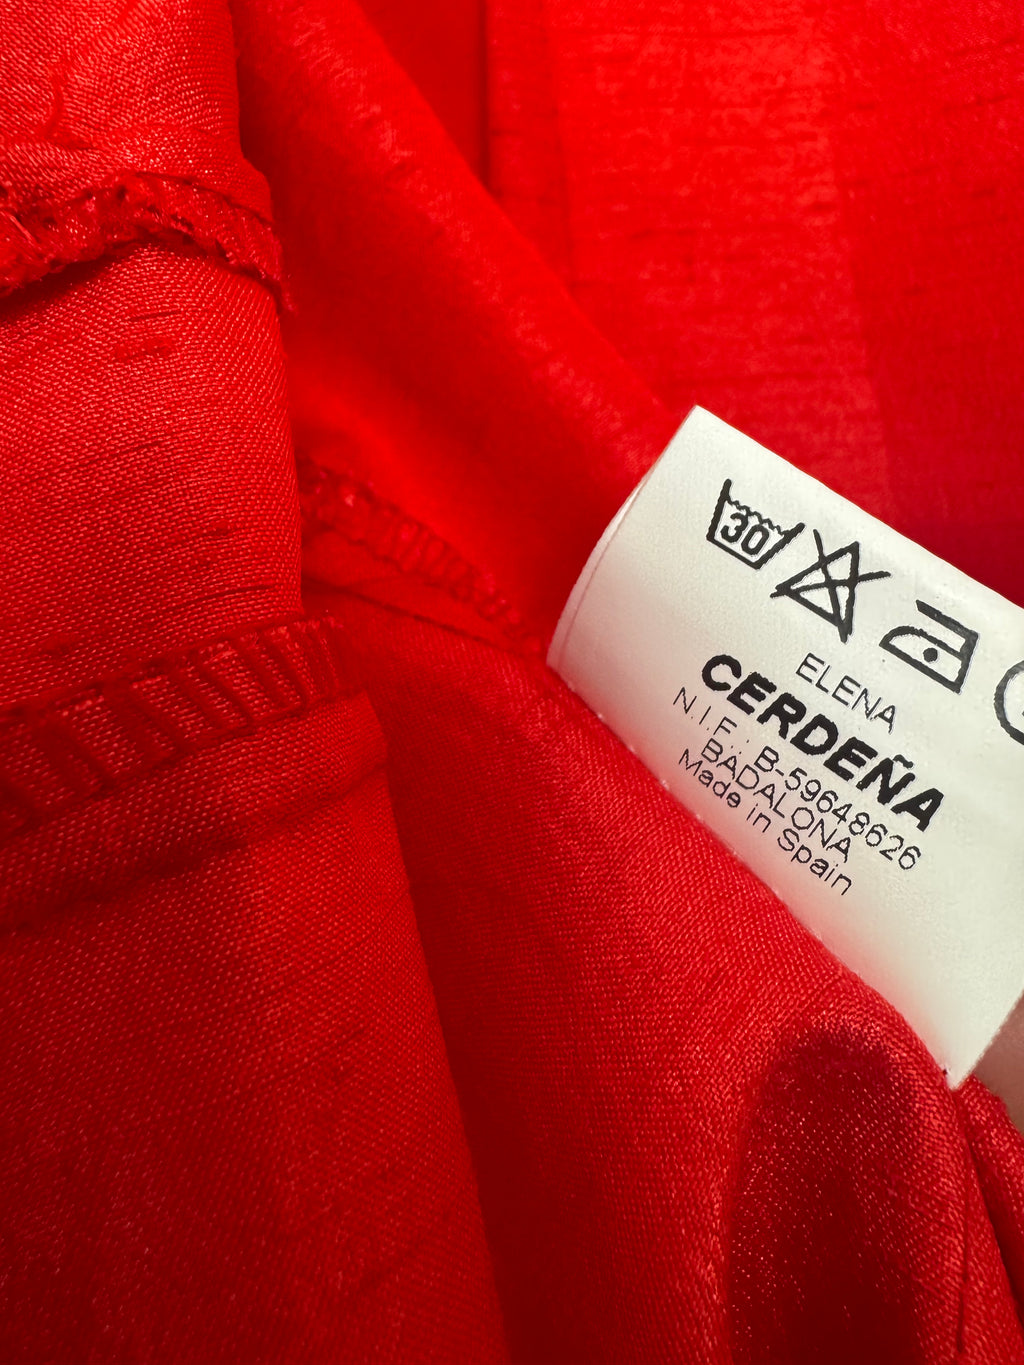 30
ELENA
CERDEÑA
N.I.F.: B-59648626
BADALONA
Made in Spain